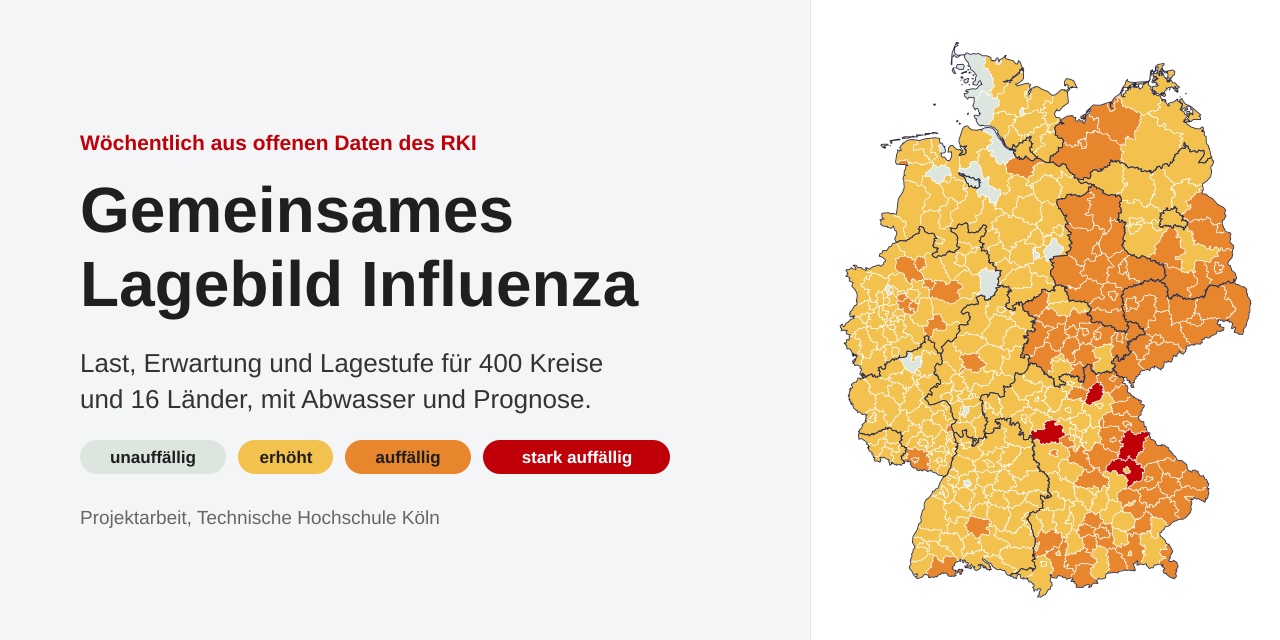 Wöchentlich aus offenen Daten des RKI
Gemeinsames
Lagebild Influenza
Last, Erwartung und Lagestufe für 400 Kreise
und 16 Länder, mit Abwasser und Prognose.
unauffällig
erhöht
auffällig
stark auffällig
Projektarbeit, Technische Hochschule Köln